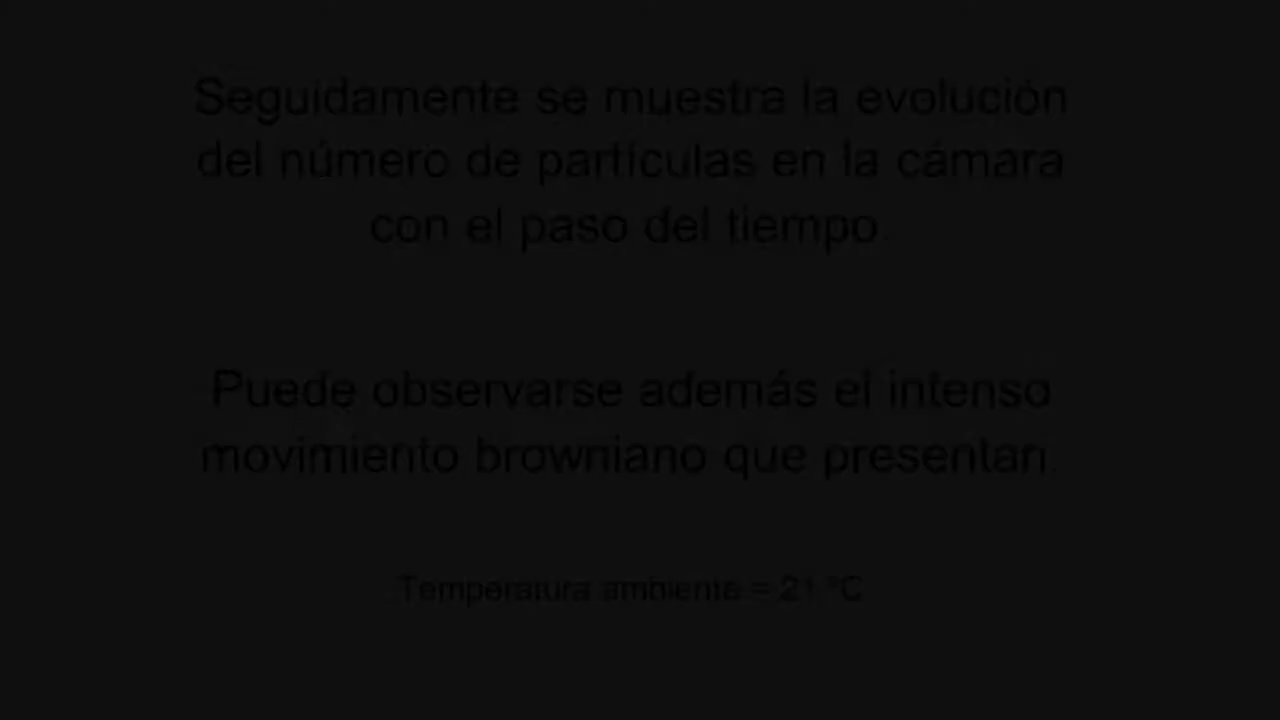 Seguidamente se muestra la evolución
del número de partículas en la cámara
con el paso del tiempo.
Puede observarse además el intenso
movimiento browniano que presentan.
Temperatura ambiente = 21 ºC